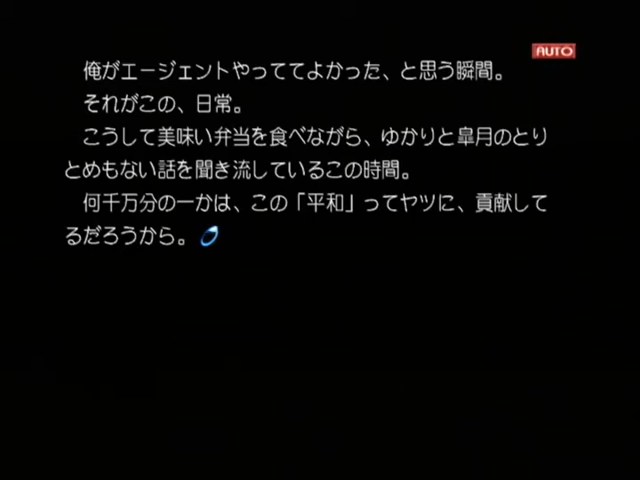 AUTO
俺がエージェントやっててよかった、と思う瞬間。
それがこの、日常。
こうして美味い弁当を食べながら、ゆかりと皐月のとり
とめもない話を聞き流しているこの時間。
何千万分の一かは、この「平和」ってヤツに、貢献して
るだろうから。